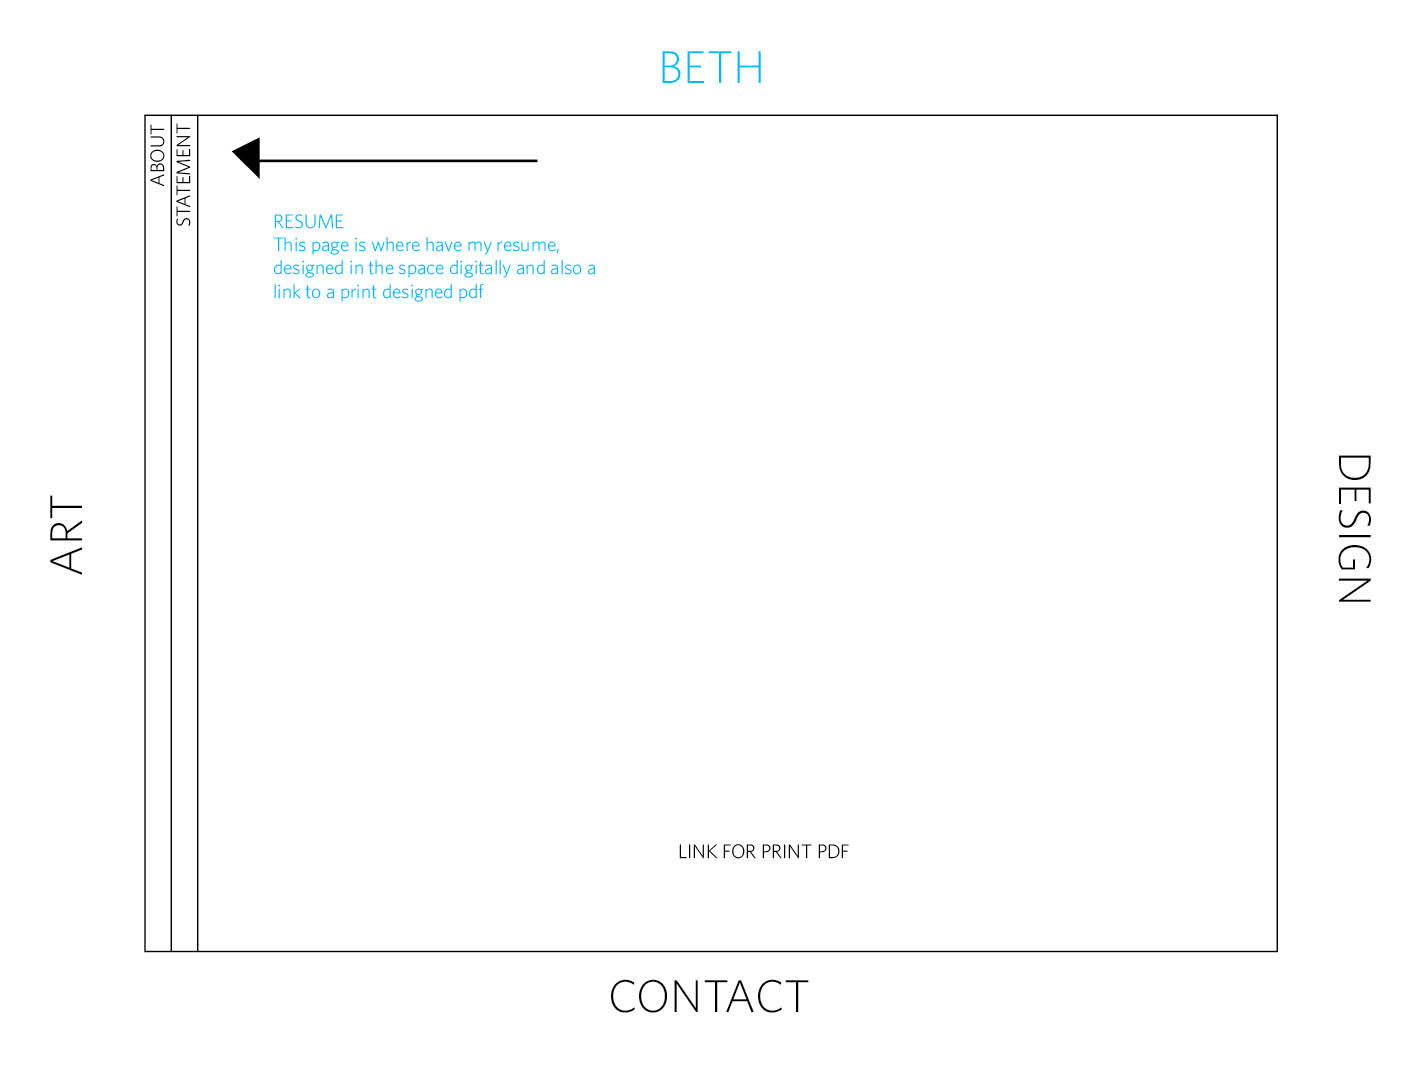 BETH
ABOUT
STATEMENT
RESUME
This page is where have my resume,
designed in the space digitally and also a
link to a print designed pdf
ART
DESIGN
LINK FOR PRINT PDF
CONTACT